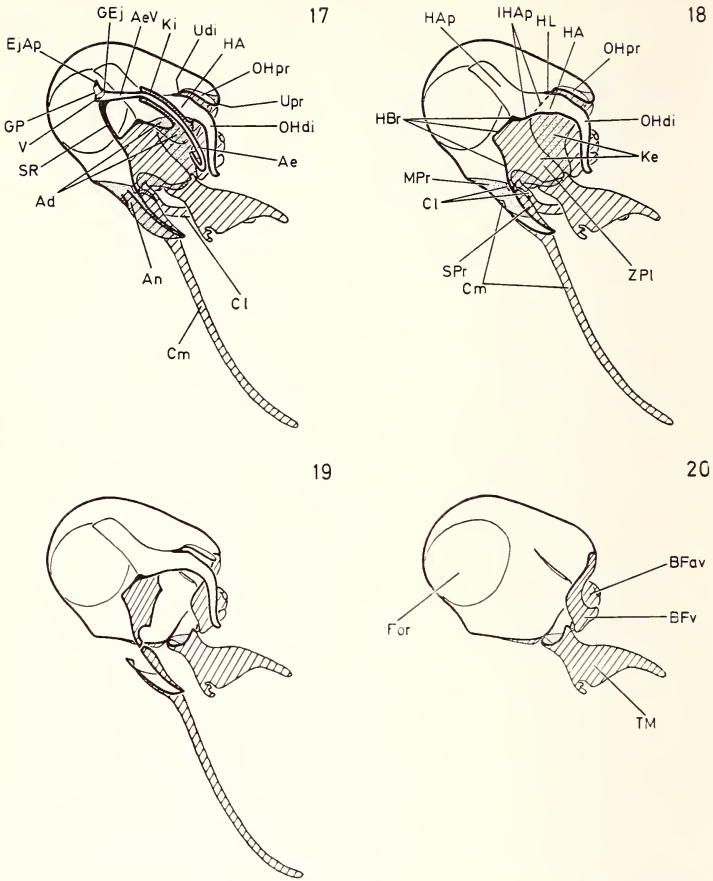 17
GEj AeV Ki Udi HA
EjAp
OHpr
GP
Upr
V
OHdi
SR
Ae
Ad
An
Cl
Cm
18
HAp IHAp HL HA
OHpr
HBr
OHdi
MPr
Ke
Cl
SPr
Cm
ZPl
19
20
For
BFav
BFv
TM